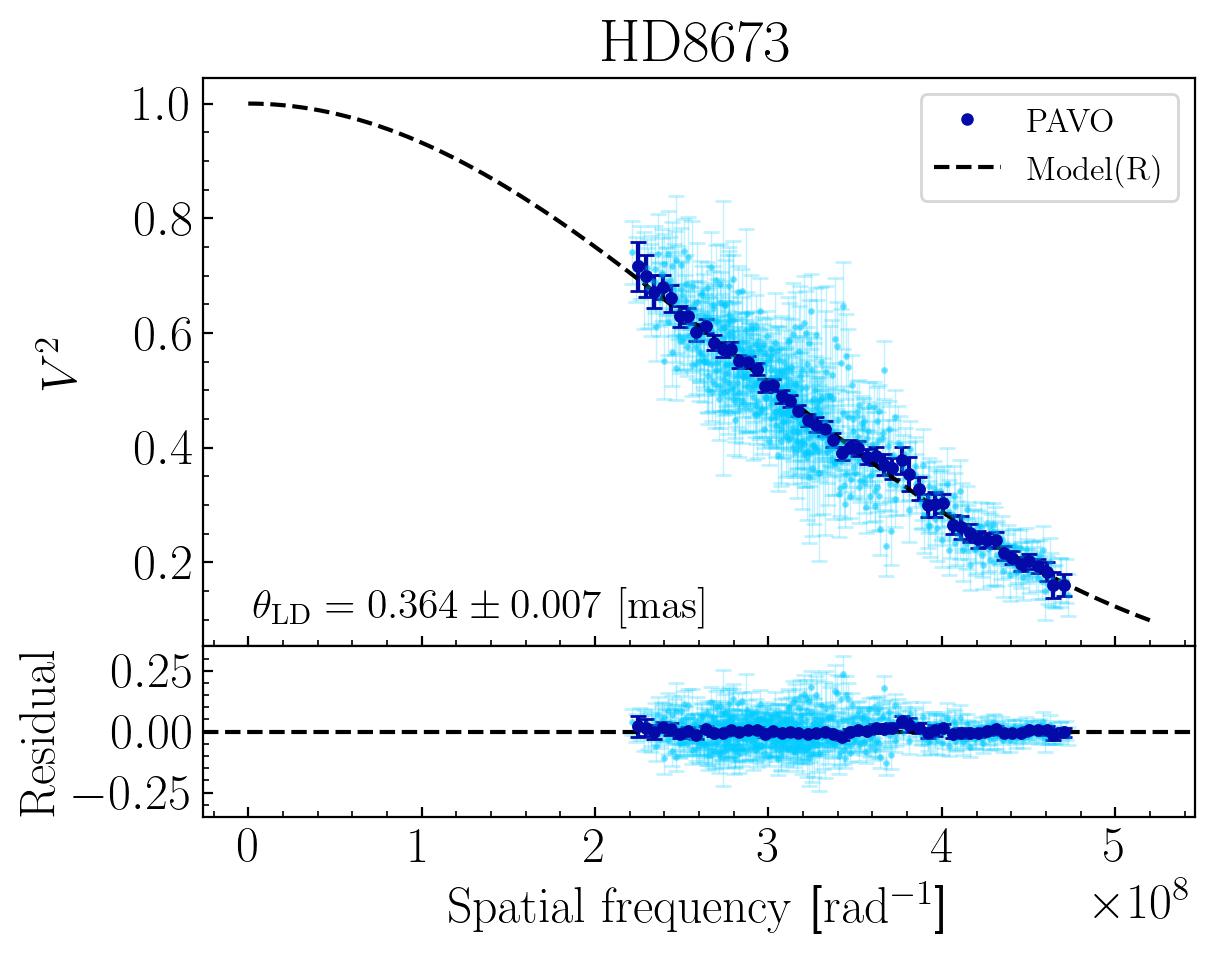 HD8673
1.0
0.8
0.6
0.4
0.2
V²
PAVO
Model(R)
θ_LD = 0.364 ± 0.007 [mas]
0.25
0.00
−0.25
Residual
0 1 2 3 4 5
Spatial frequency [rad⁻¹]
×10⁸